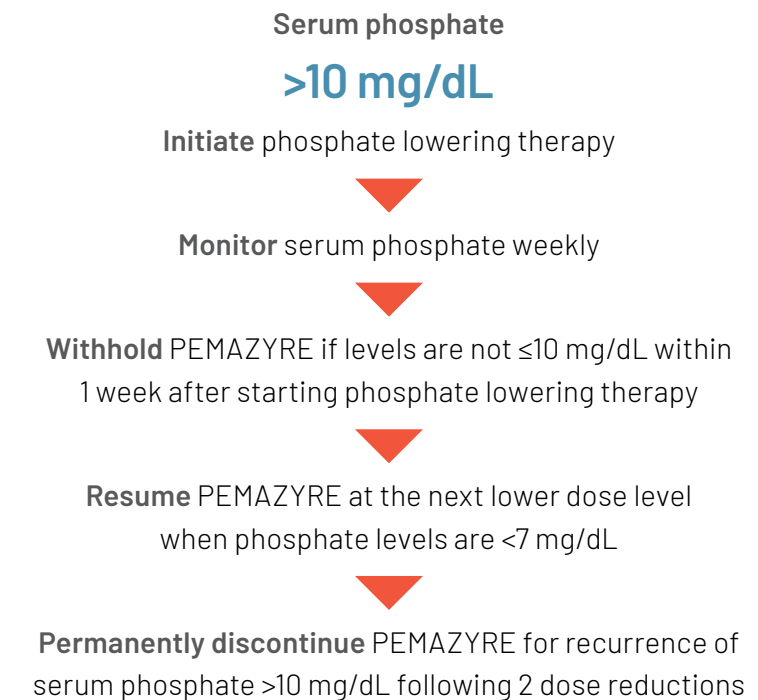 Serum phosphate
>10 mg/dL
Initiate phosphate lowering therapy
Monitor serum phosphate weekly
Withhold PEMAZYRE if levels are not ≤10 mg/dL within
1 week after starting phosphate lowering therapy
Resume PEMAZYRE at the next lower dose level
when phosphate levels are <7 mg/dL
Permanently discontinue PEMAZYRE for recurrence of
serum phosphate >10 mg/dL following 2 dose reductions